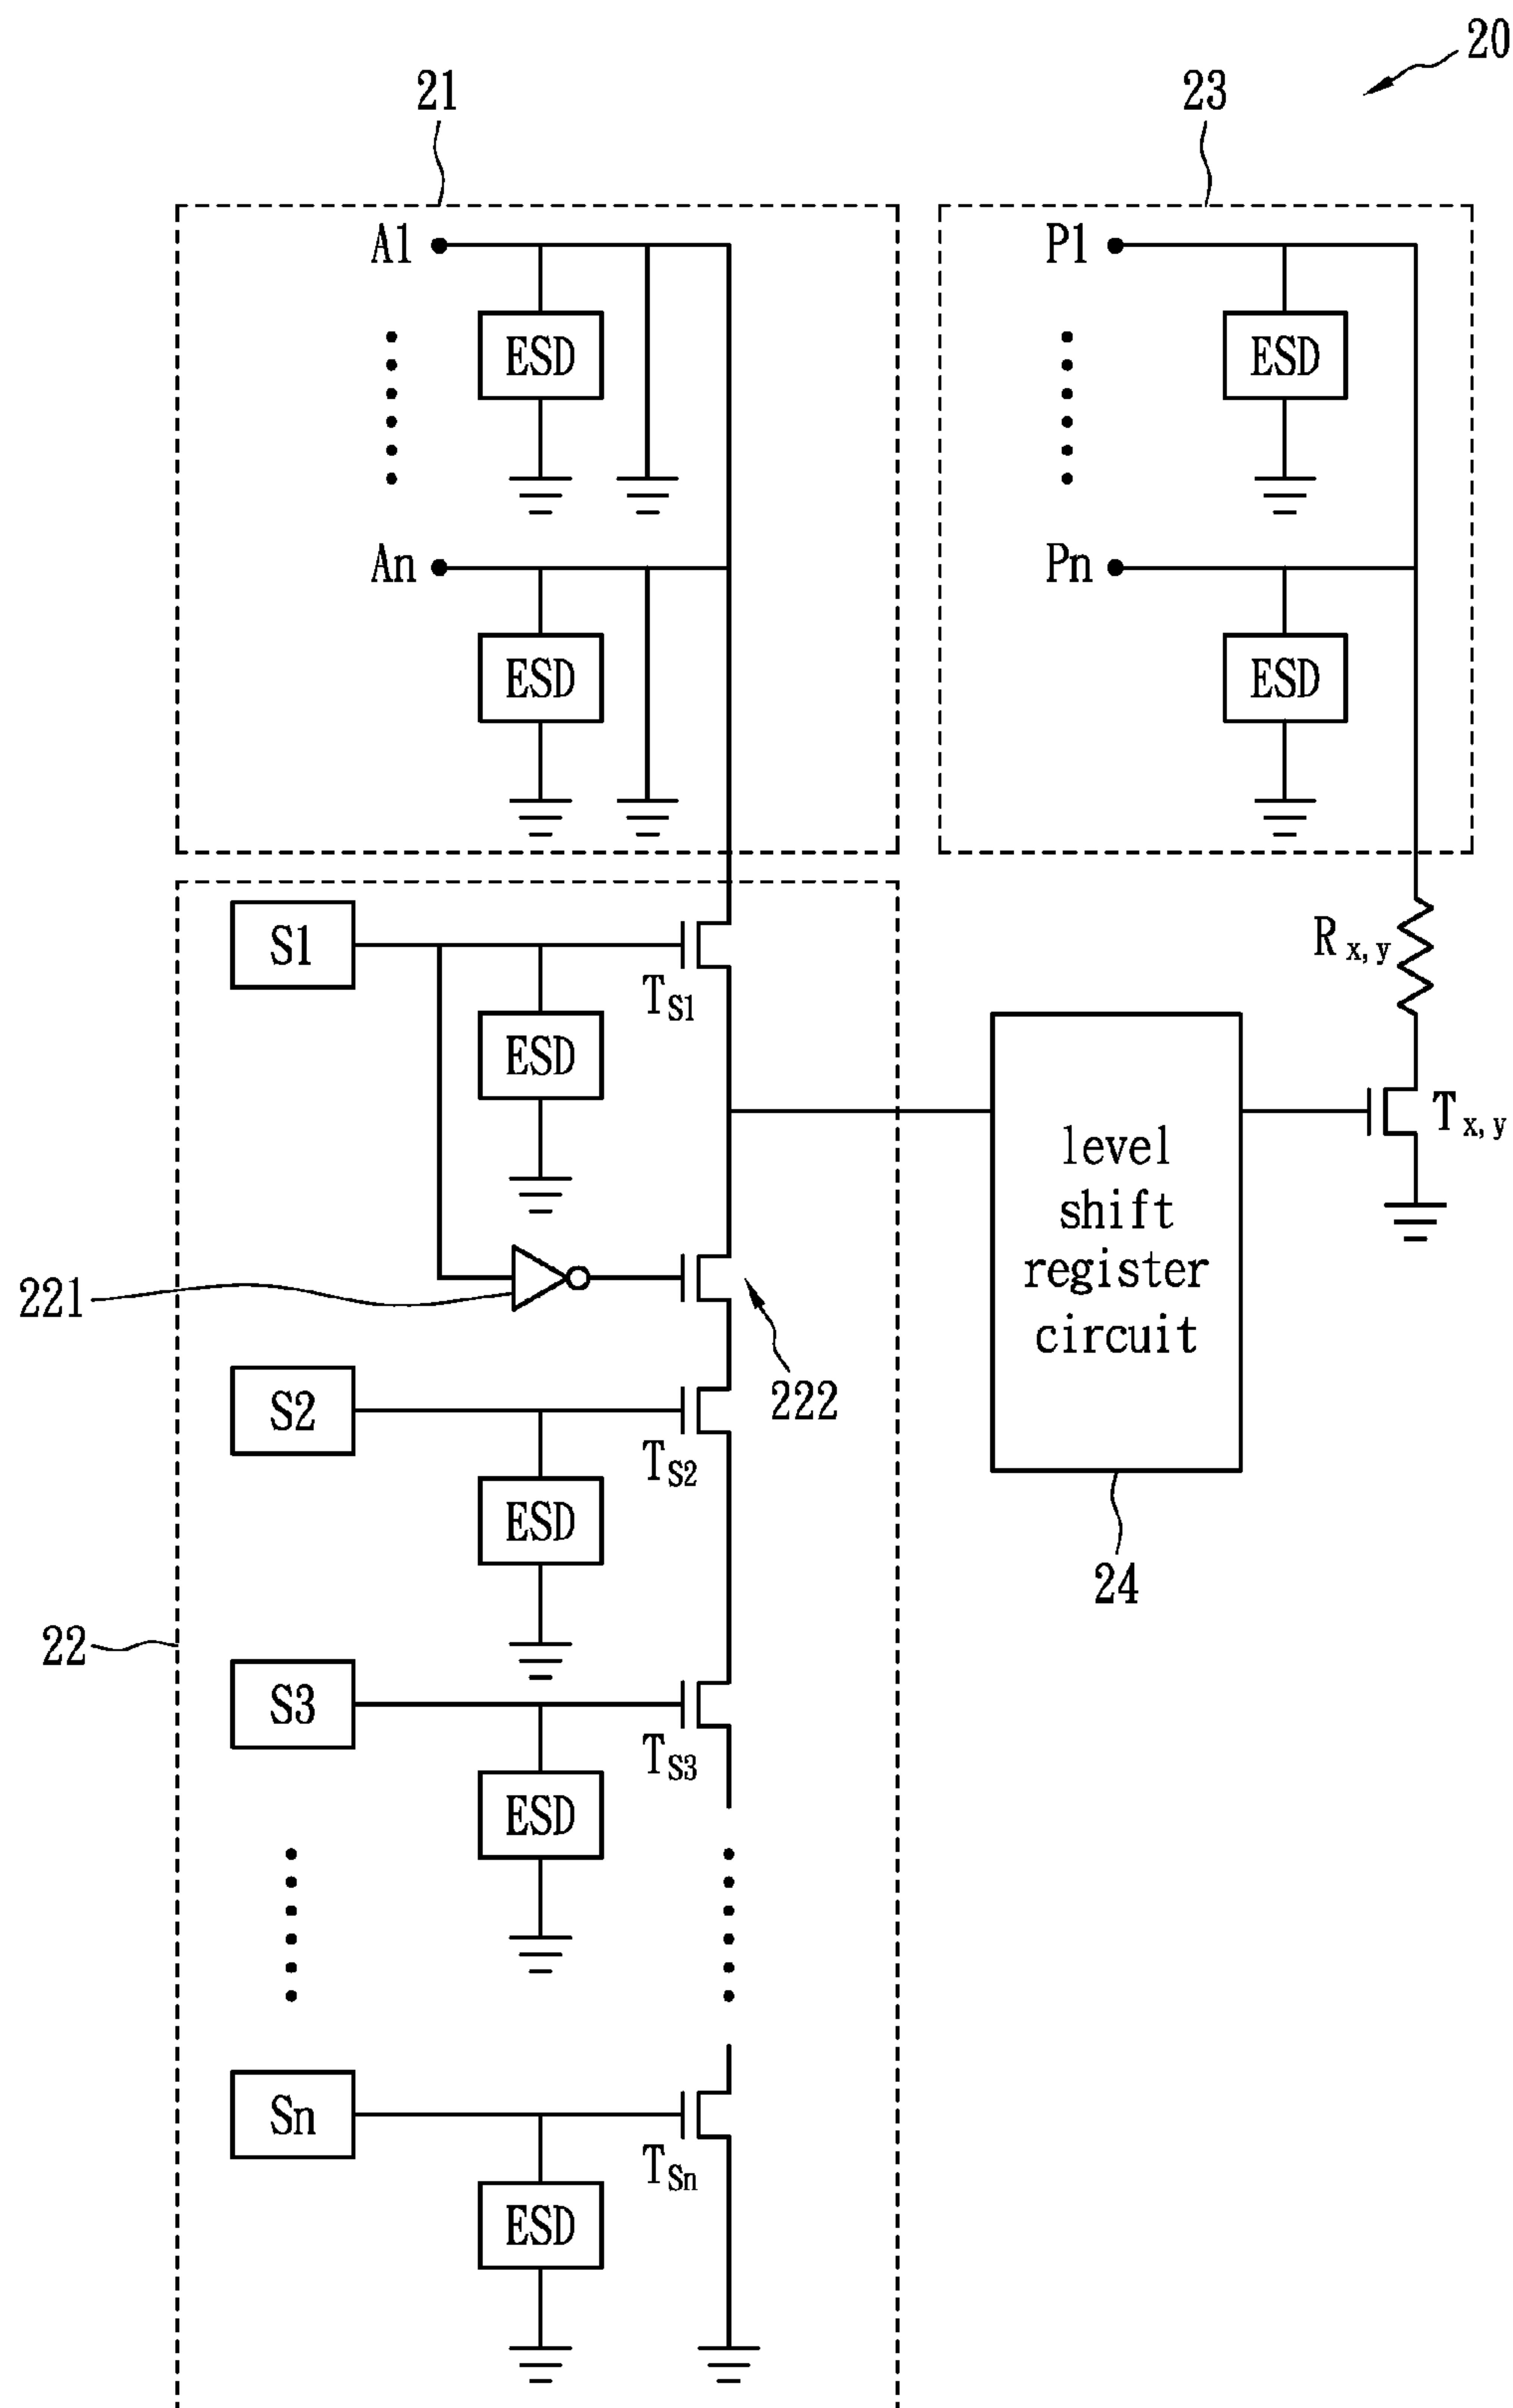 20
21
23
A1
P1
ESD
ESD
An
Pn
ESD
ESD
S1
TS1
Rx,y
ESD
Tx,y
level
shift
register
circuit
221
222
S2
TS2
ESD
24
22
S3
TS3
ESD
Sn
TSn
ESD